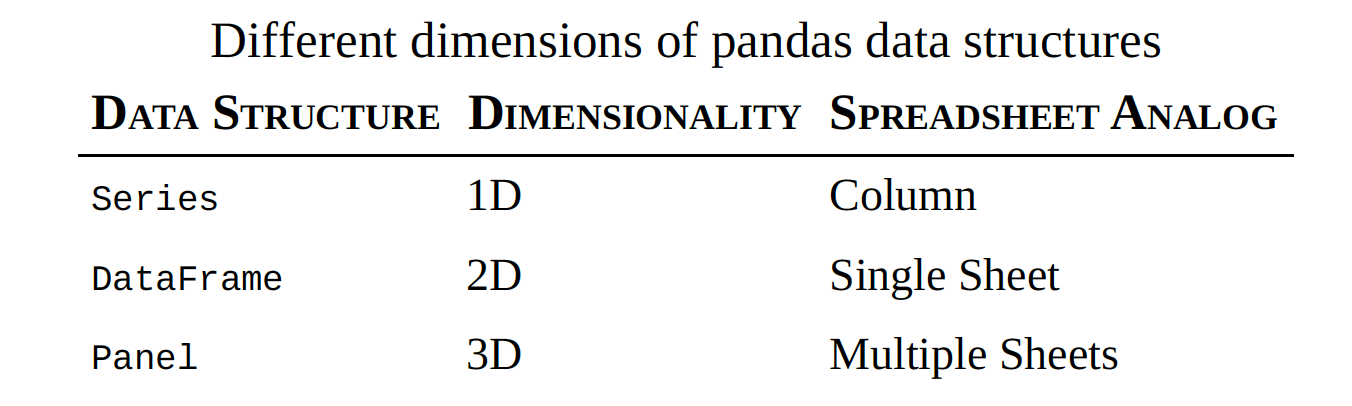 Different dimensions of pandas data structures
DATA STRUCTURE DIMENSIONALITY SPREADSHEET ANALOG
Series 1D Column
DataFrame 2D Single Sheet
Panel 3D Multiple Sheets